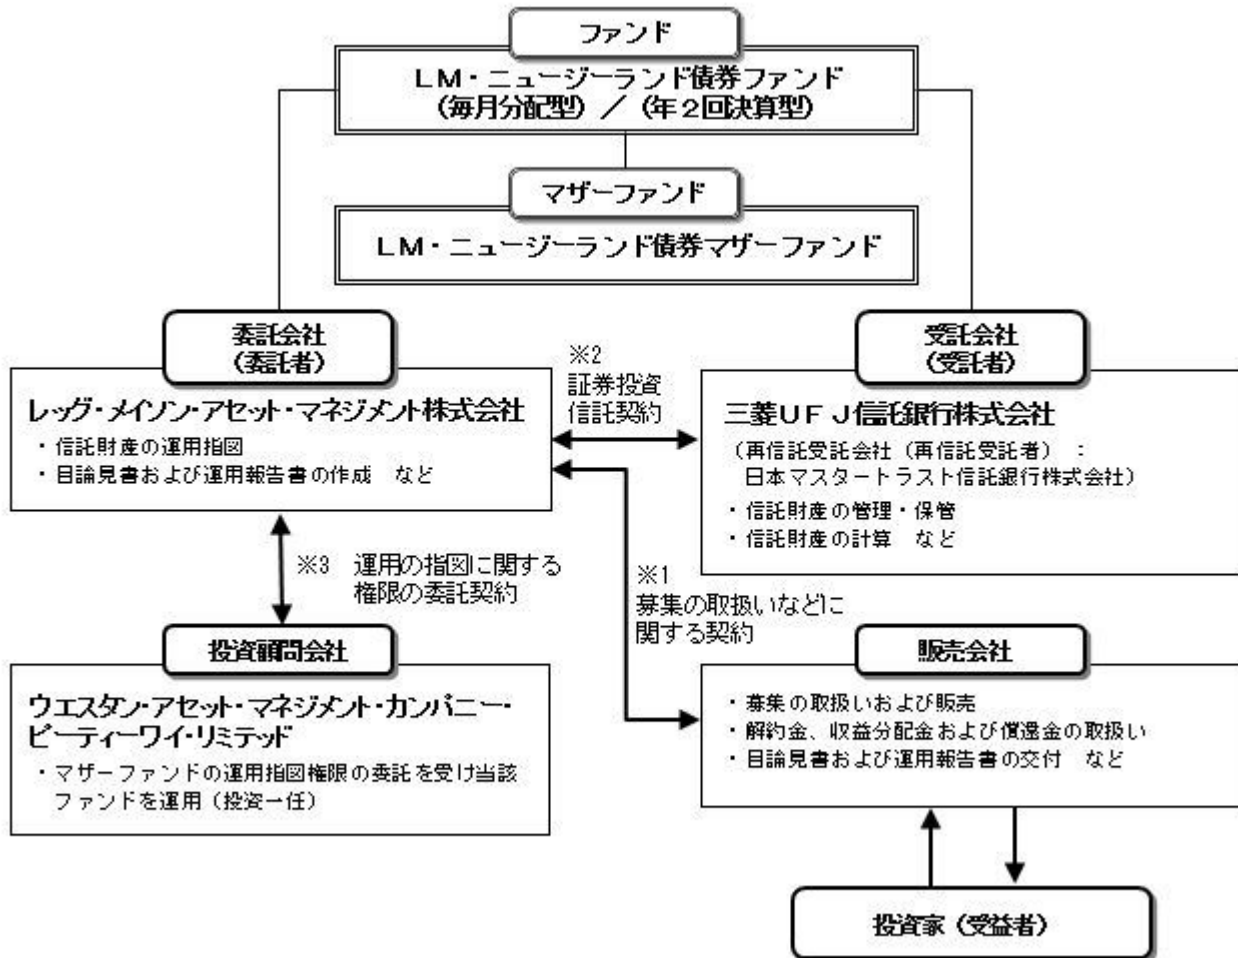 ファンド
LM・ニュージーランド債券ファンド
(毎月分配型) / (年2回決算型)
マザーファンド
LM・ニュージーランド債券マザーファンド
委託会社
(委託者)
レッグ・メイソン・アセット・マネジメント株式会社
・信託財産の運用指図
・目論見書および運用報告書の作成 など
※2
証券投資
信託契約
受託会社
(受託者)
三菱UFJ信託銀行株式会社
(再信託受託会社(再信託受託者) :
日本マスタートラスト信託銀行株式会社)
・信託財産の管理・保管
・信託財産の計算 など
※3 運用の指図に関する
権限の委託契約
※1
募集の取扱いなどに
関する契約
投資顧問会社
ウエスタン・アセット・マネジメント・カンパニー・
ピーティーワイ・リミテッド
・マザーファンドの運用指図権限の委託を受け当該
ファンドを運用(投資一任)
販売会社
・募集の取扱いおよび販売
・解約金、収益分配金および償還金の取扱い
・目論見書および運用報告書の交付 など
投資家(受益者)